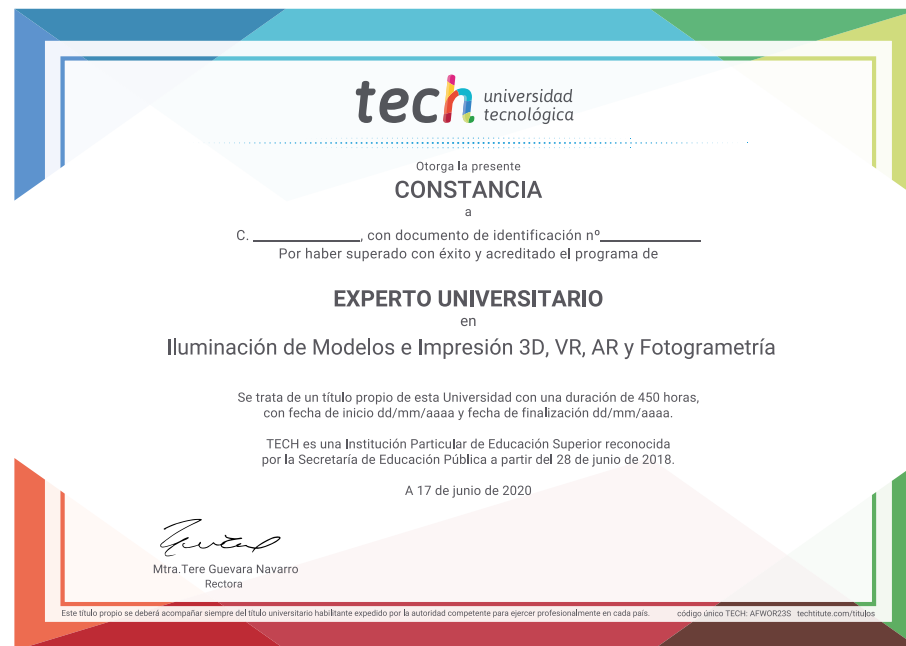 tech universidad
tecnológica
Otorga la presente
CONSTANCIA
a
C. ____________, con documento de identificación nº____________
Por haber superado con éxito y acreditado el programa de
EXPERTO UNIVERSITARIO
en
Iluminación de Modelos e Impresión 3D, VR, AR y Fotogrametría
Se trata de un título propio de esta Universidad con una duración de 450 horas,
con fecha de inicio dd/mm/aaaa y fecha de finalización dd/mm/aaaa.
TECH es una Institución Particular de Educación Superior reconocida
por la Secretaría de Educación Pública a partir del 28 de junio de 2018.
A 17 de junio de 2020
Mtra.Tere Guevara Navarro
Rectora
Este título propio se deberá acompañar siempre del título universitario habilitante expedido por la autoridad competente para ejercer profesionalmente en cada país. código único TECH: AFWOR23S techtitute.com/titulos